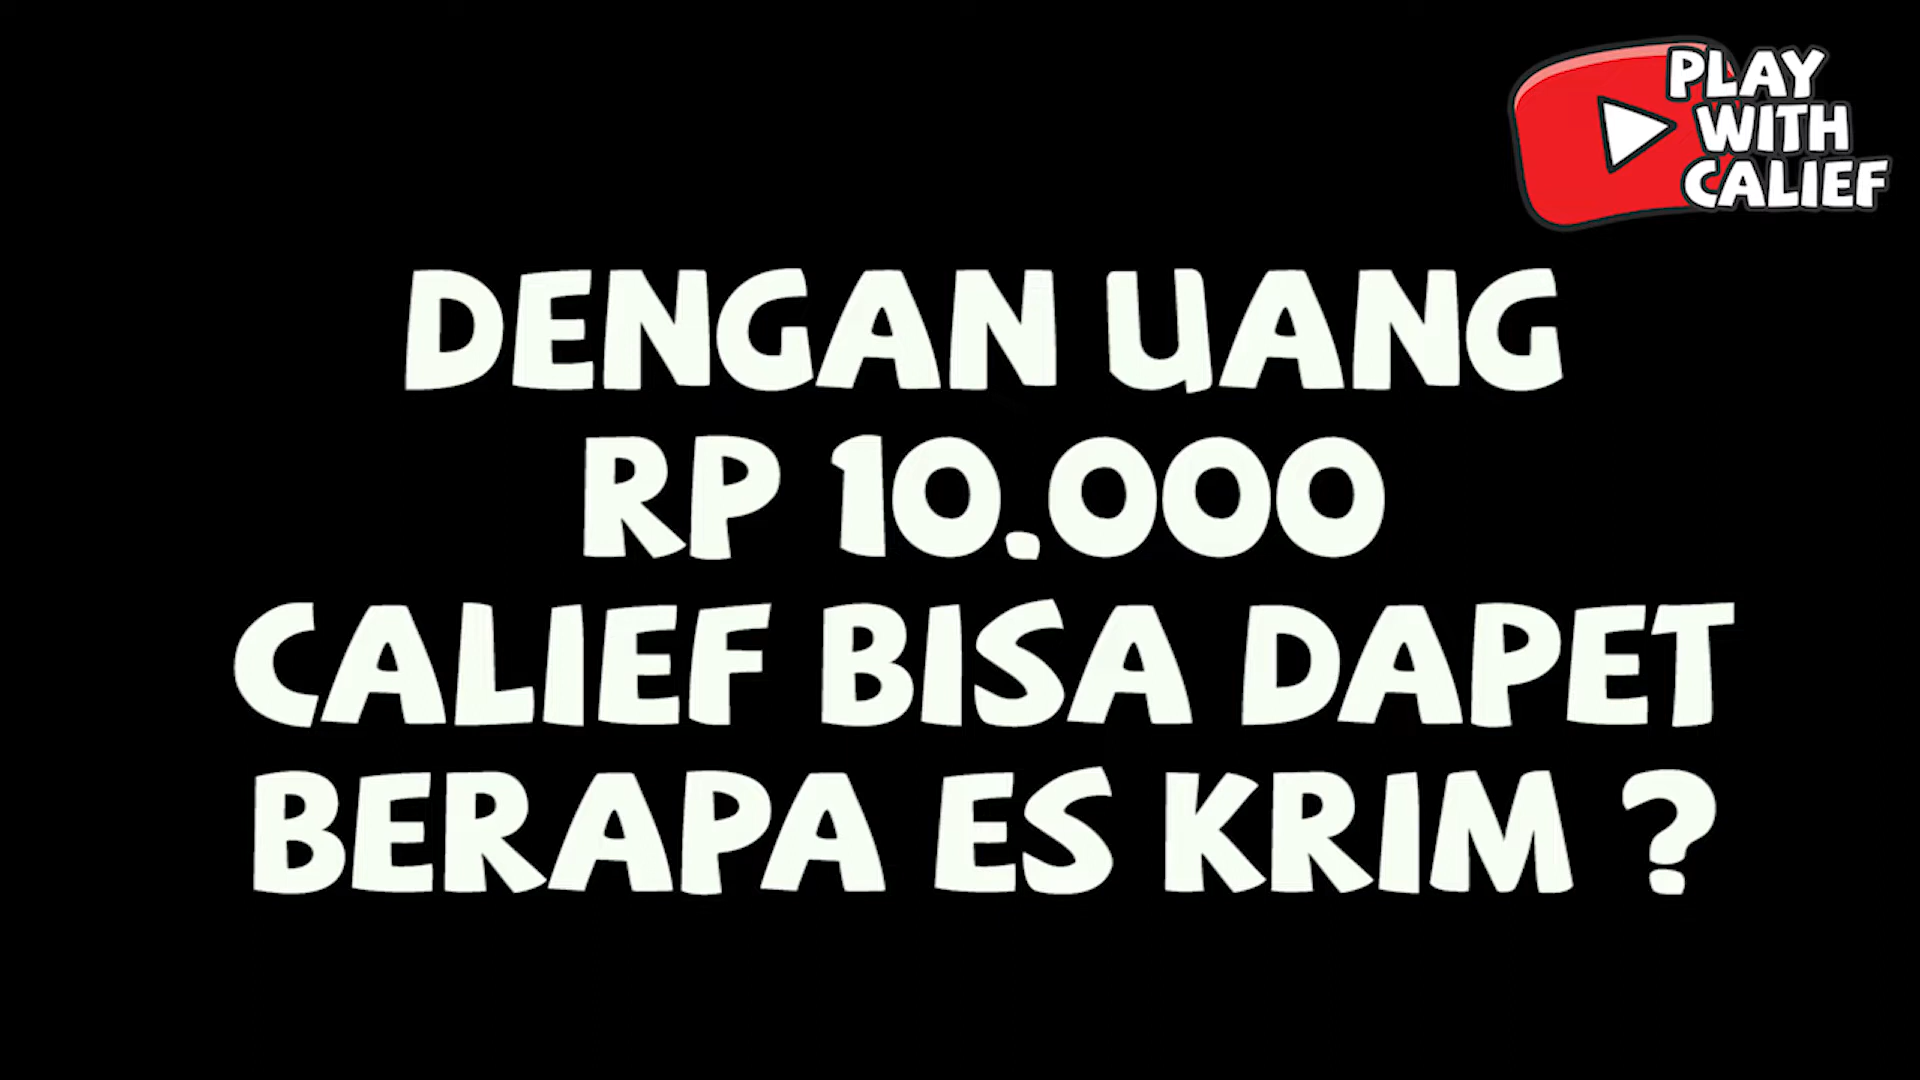 PLAY
WITH
CALIEF
DENGAN UANG
RP 10.000
CALIEF BISA DAPET
BERAPA ES KRIM ?